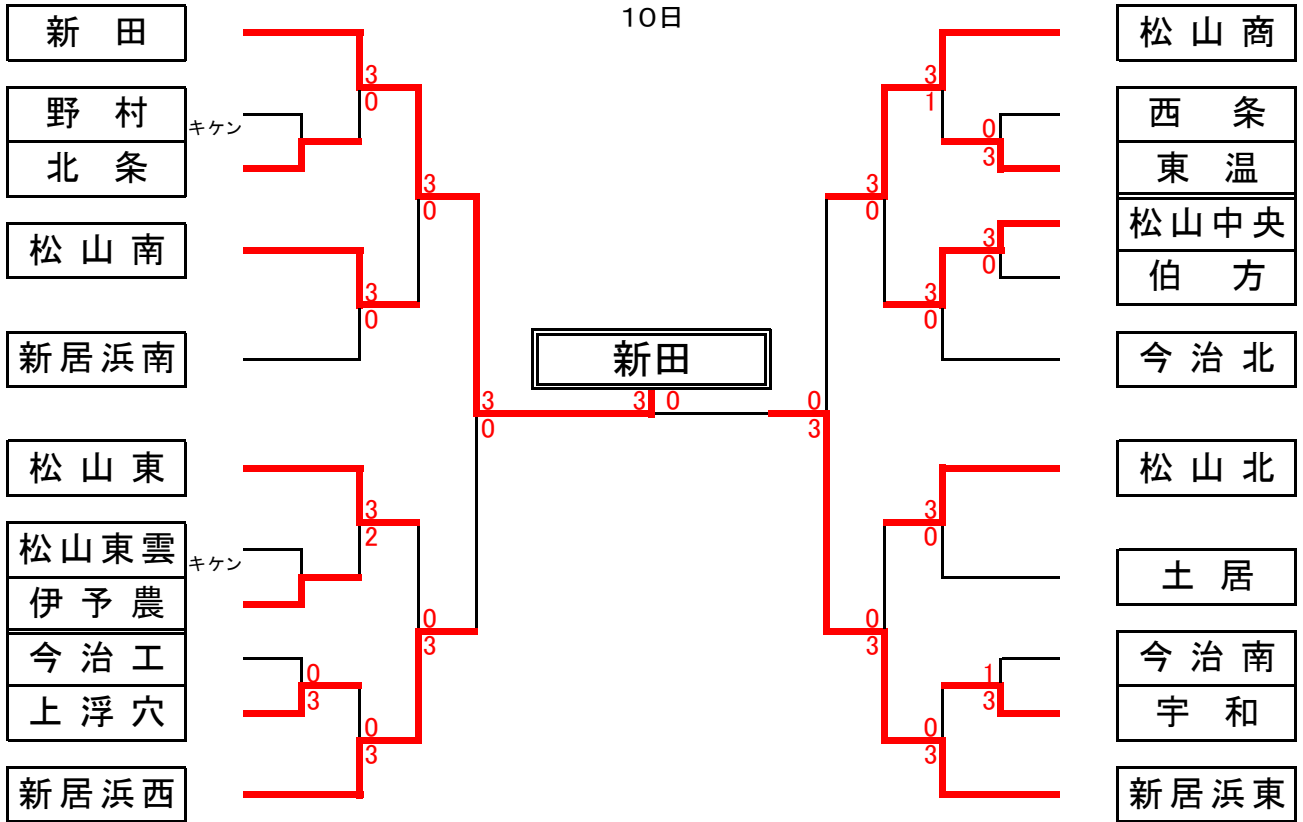 10日
新田
野村
キケン
北条
松山南
新居浜南
松山東
松山東雲
キケン
伊予農
今治工
上浮穴
新居浜西
3
0
3
0
3
0
3
2
0
3
0
3
0
3
3
0
新田
3 0
松山商
西条
東温
松山中央
伯方
今治北
松山北
土居
今治南
宇和
新居浜東
3
1
0
3
3
0
3
0
3
0
0
3
3
0
0
3
1
3
0
3